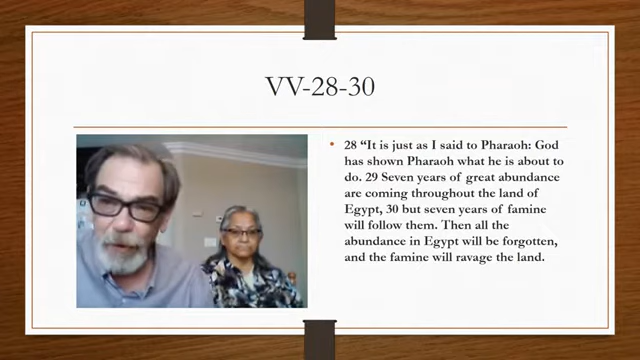 VV-28-30
• 28 “It is just as I said to Pharaoh: God
has shown Pharaoh what he is about to
do. 29 Seven years of great abundance
are coming throughout the land of
Egypt, 30 but seven years of famine
will follow them. Then all the
abundance in Egypt will be forgotten,
and the famine will ravage the land.